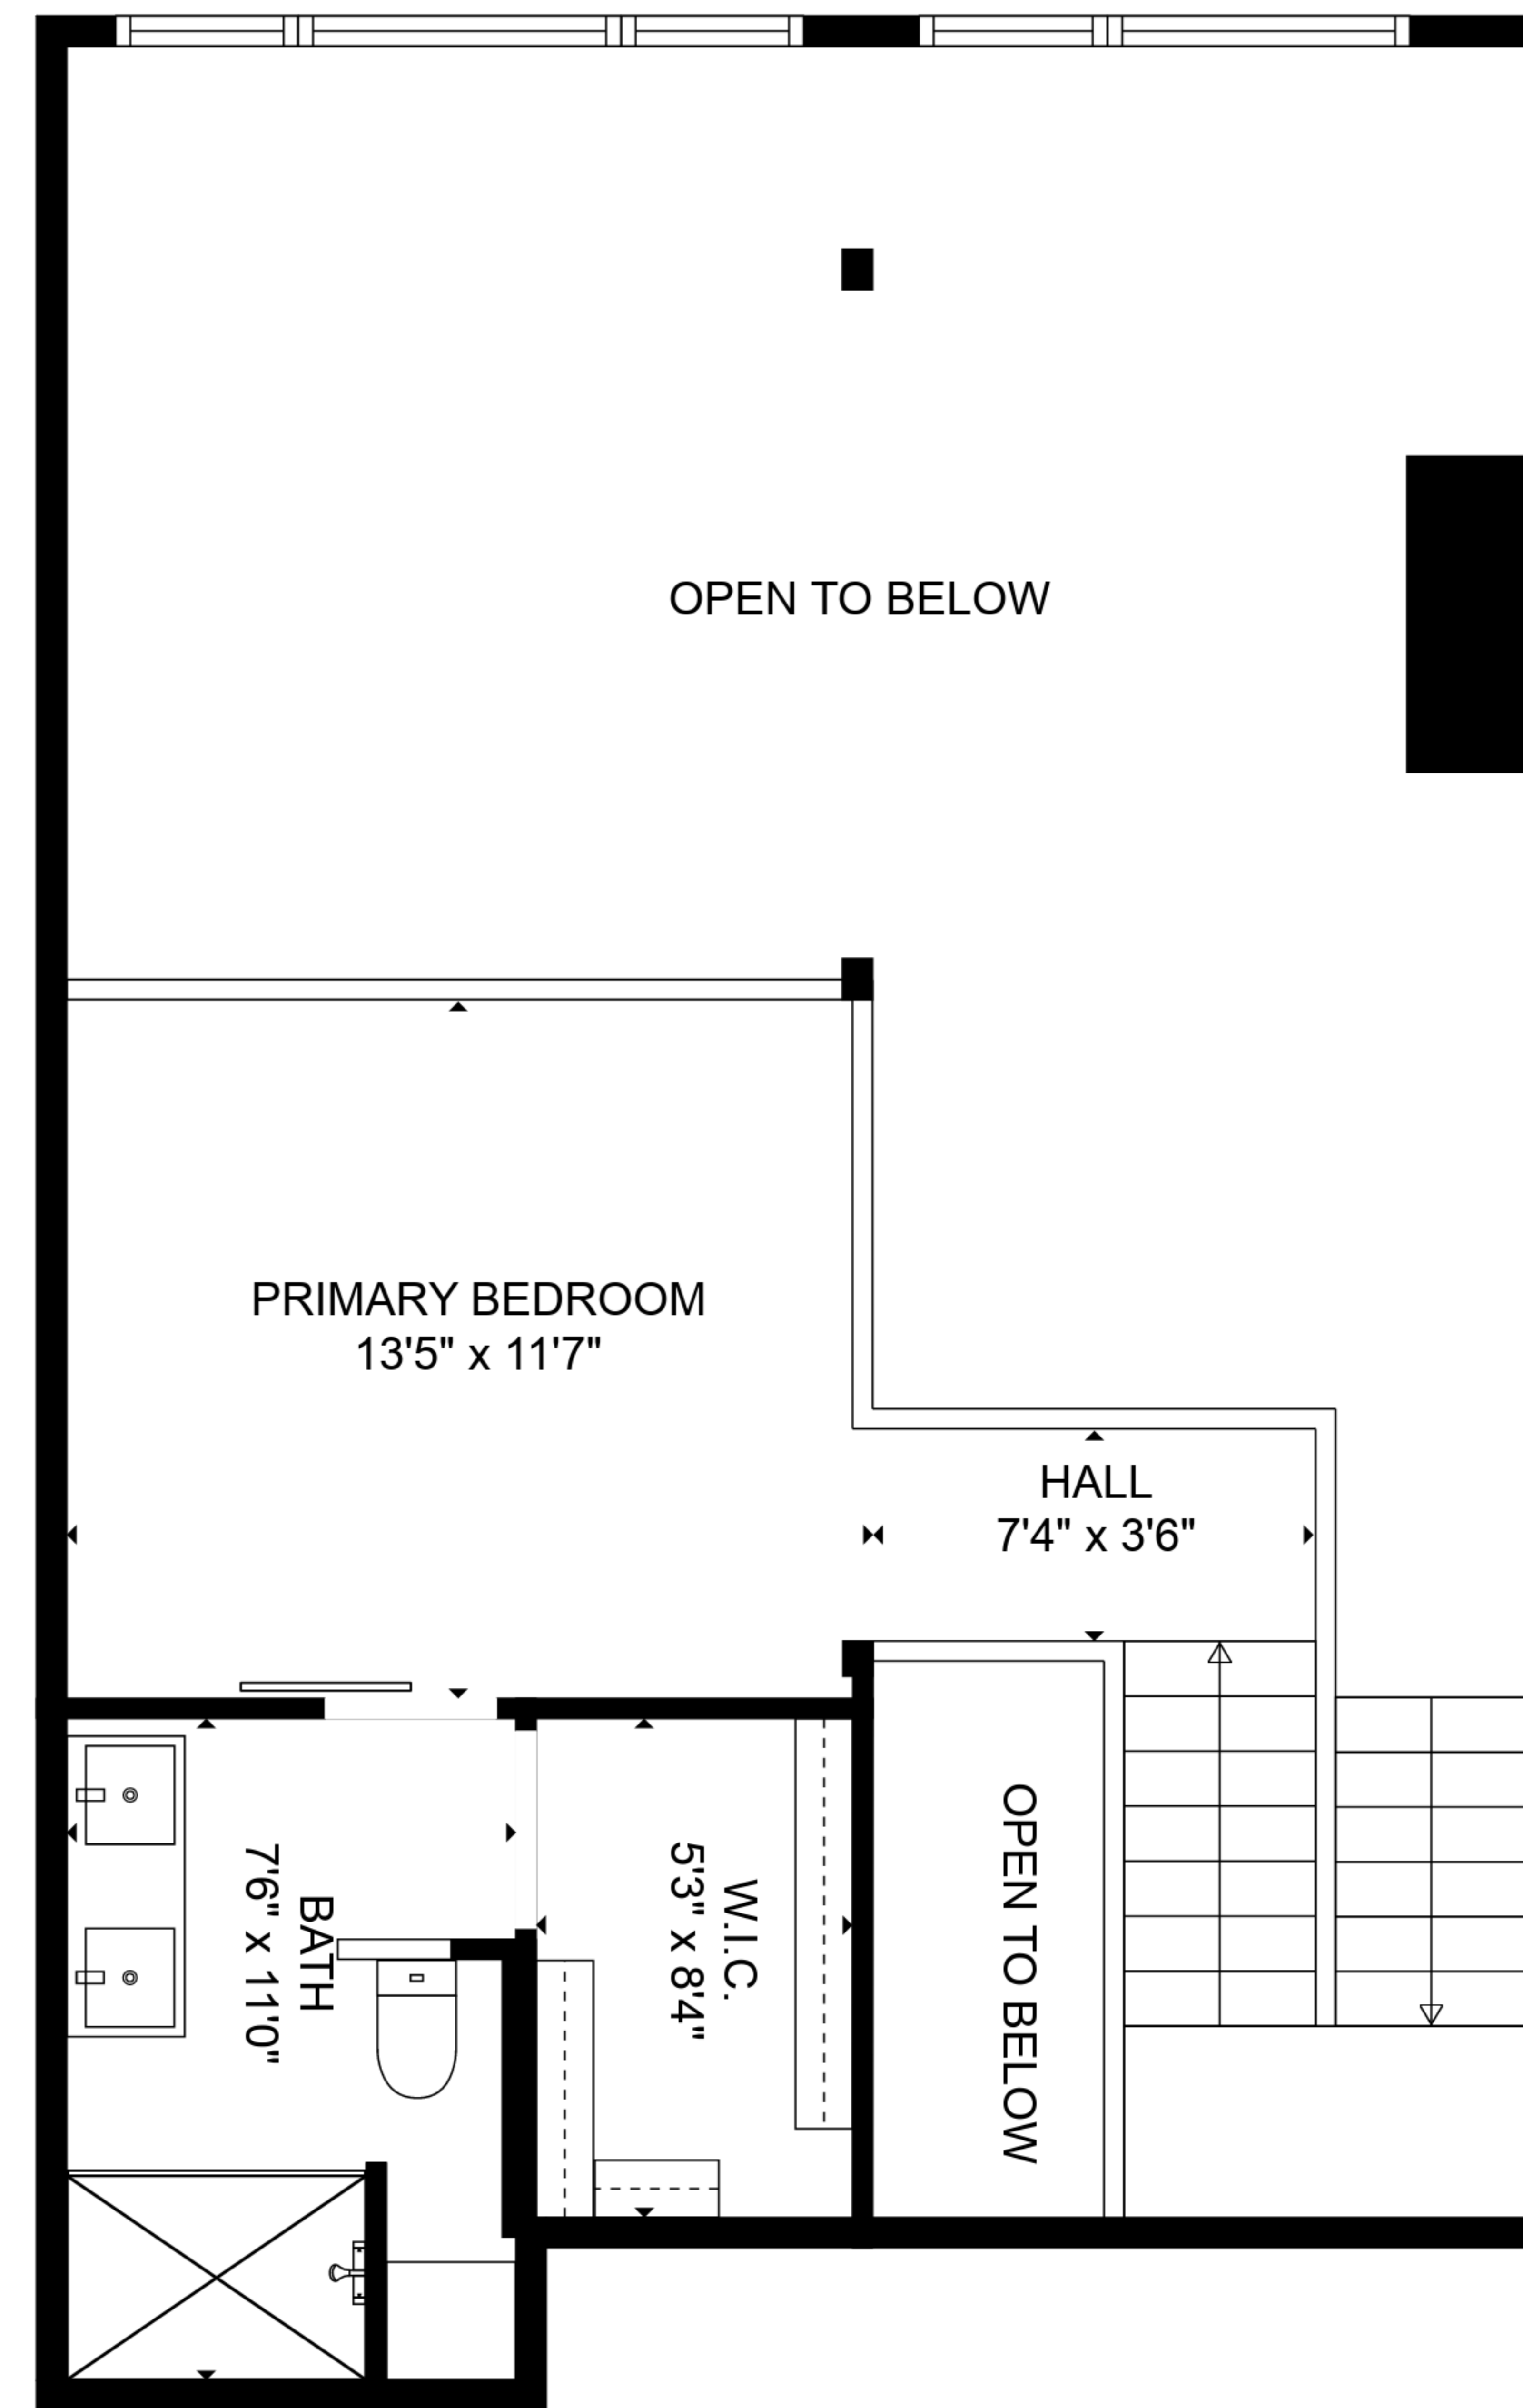 OPEN TO BELOW
PRIMARY BEDROOM
13'5" x 11'7"
HALL
7'4" x 3'6"
BATH
7'6" x 11'0"
W.I.C.
5'3" x 8'4"
OPEN TO BELOW